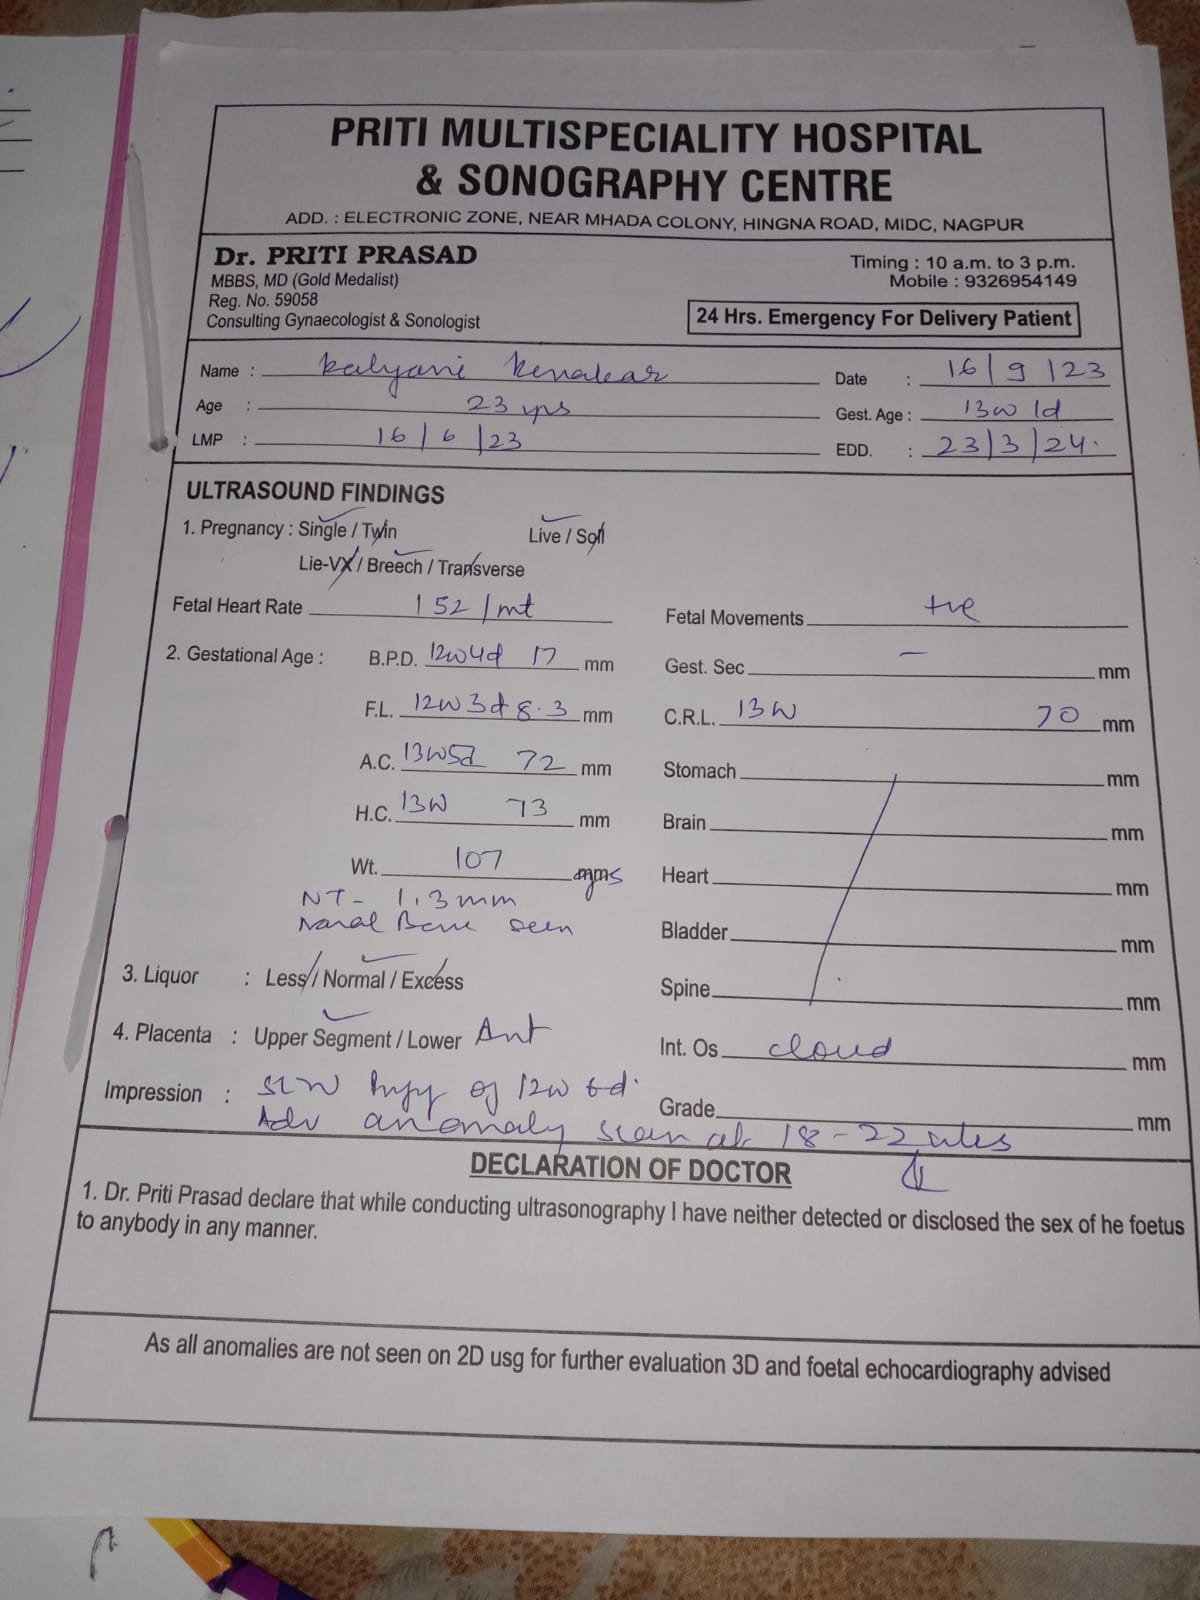 PRITI MULTISPECIALITY HOSPITAL
& SONOGRAPHY CENTRE
ADD. : ELECTRONIC ZONE, NEAR MHADA COLONY, HINGNA ROAD, MIDC, NAGPUR
Dr. PRITI PRASAD
MBBS, MD (Gold Medalist)
Reg. No. 59058
Consulting Gynaecologist & Sonologist
Timing : 10 a.m. to 3 p.m.
Mobile : 9326954149
24 Hrs. Emergency For Delivery Patient
Name : Kalyani
Date : 16/9/23
Age : 23 yrs
Gest. Age : 13w 1d
LMP : 16/6/23
EDD. : 23/3/24
ULTRASOUND FINDINGS
1. Pregnancy : Single / Twin Live / Son
Lie-VX / Breech / Transverse
Fetal Heart Rate 152/mt Fetal Movements +ve
2. Gestational Age : B.P.D. 12w4d 17 mm Gest. Sec – mm
F.L. 12w3d 8.3 mm C.R.L. 13w 70 mm
A.C. 13w5d 72 mm Stomach mm
H.C. 13w 73 mm Brain mm
Wt. 107 gms Heart mm
NT- 1.3mm
Nasal Bone seen
Bladder mm
3. Liquor : Less / Normal / Excess Spine mm
4. Placenta : Upper Segment / Lower Ant Int. Os cloud mm
Impression : of 12w 6d. Grade mm
Adv anomaly scan at 18-22 wks
DECLARATION OF DOCTOR
1. Dr. Priti Prasad declare that while conducting ultrasonography I have neither detected or disclosed the sex of he foetus
to anybody in any manner.
As all anomalies are not seen on 2D usg for further evaluation 3D and foetal echocardiography advised